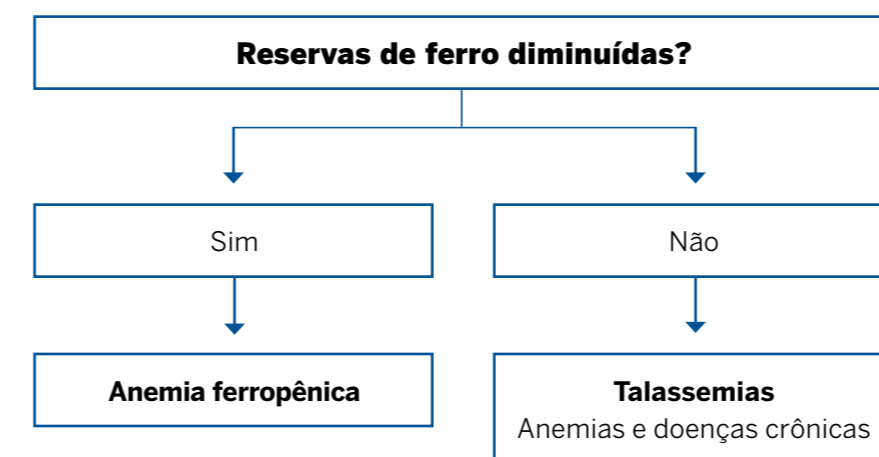 Reservas de ferro diminuídas?
Sim
Não
Anemia ferropênica
Talassemias
Anemias e doenças crônicas